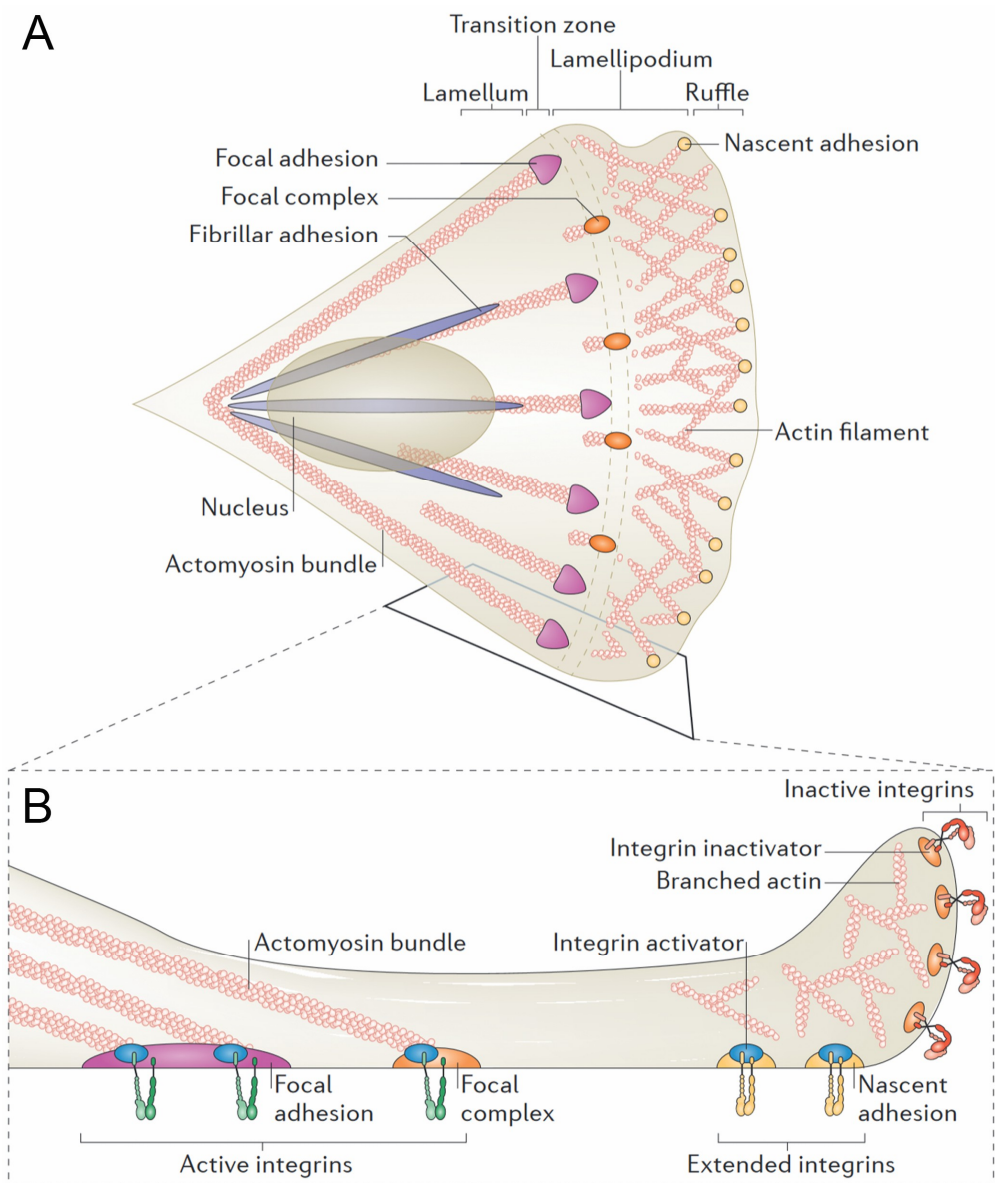 A
Transition zone
Lamellipodium
Lamellum
Ruffle
Focal adhesion
Nascent adhesion
Focal complex
Fibrillar adhesion
Actin filament
Nucleus
Actomyosin bundle
B
Inactive integrins
Integrin inactivator
Branched actin
Actomyosin bundle
Integrin activator
Focal
adhesion
Focal
complex
Nascent
adhesion
Active integrins
Extended integrins